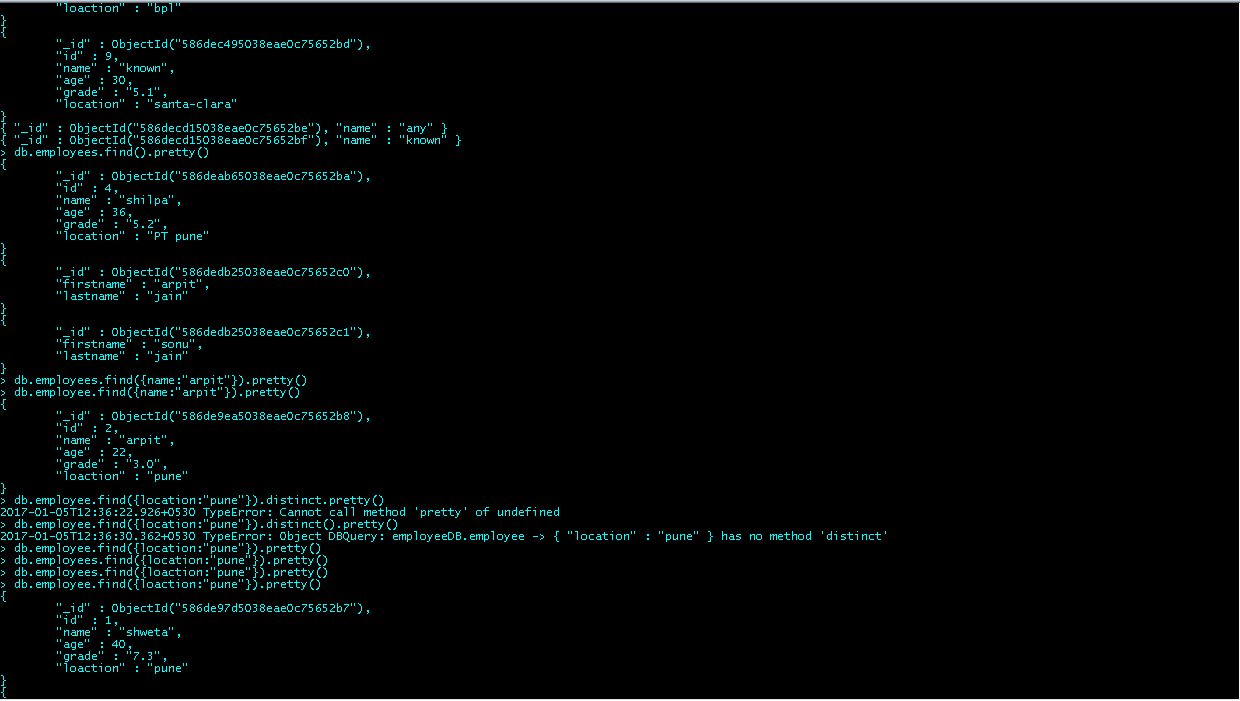 "loaction" : "bpl"
}
{
"_id" : ObjectId("586dec495038eae0c75652bd"),
"id" : 9,
"name" : "known",
"age" : 30,
"grade" : "5.1",
"location" : "santa-clara"
}
{ "_id" : ObjectId("586decd15038eae0c75652be"), "name" : "any" }
{ "_id" : ObjectId("586decd15038eae0c75652bf"), "name" : "known" }
> db.employees.find().pretty()
{
"_id" : ObjectId("586deab65038eae0c75652ba"),
"id" : 4,
"name" : "shilpa",
"age" : 36,
"grade" : "5.2",
"location" : "PT pune"
}
{
"_id" : ObjectId("586dedb25038eae0c75652c0"),
"firstname" : "arpit",
"lastname" : "jain"
}
{
"_id" : ObjectId("586dedb25038eae0c75652c1"),
"firstname" : "sonu",
"lastname" : "jain"
}
> db.employees.find({name:"arpit"}).pretty()
> db.employee.find({name:"arpit"}).pretty()
{
"_id" : ObjectId("586de9ea5038eae0c75652b8"),
"id" : 2,
"name" : "arpit",
"age" : 22,
"grade" : "3.0",
"loaction" : "pune"
}
> db.employee.find({location:"pune"}).distinct.pretty()
2017-01-05T12:36:22.926+0530 TypeError: Cannot call method 'pretty' of undefined
> db.employee.find({location:"pune"}).distinct().pretty()
2017-01-05T12:36:30.362+0530 TypeError: Object DBQuery: employeeDB.employee -> { "location" : "pune" } has no method 'distinct'
> db.employee.find({location:"pune"}).pretty()
> db.employees.find({location:"pune"}).pretty()
> db.employees.find({loaction:"pune"}).pretty()
> db.employee.find({loaction:"pune"}).pretty()
{
"_id" : ObjectId("586de97d5038eae0c75652b7"),
"id" : 1,
"name" : "shweta",
"age" : 40,
"grade" : "7.3",
"loaction" : "pune"
}
{